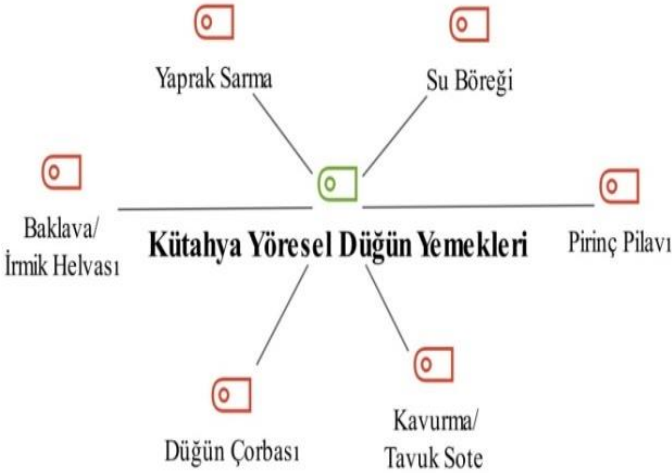 Yaprak Sarma
Su Böreği
Baklava/
İrmik Helvası
Kütahya Yöresel Düğün Yemekleri
Pirinç Pilavı
Düğün Çorbası
Kavurma/
Tavuk Sote